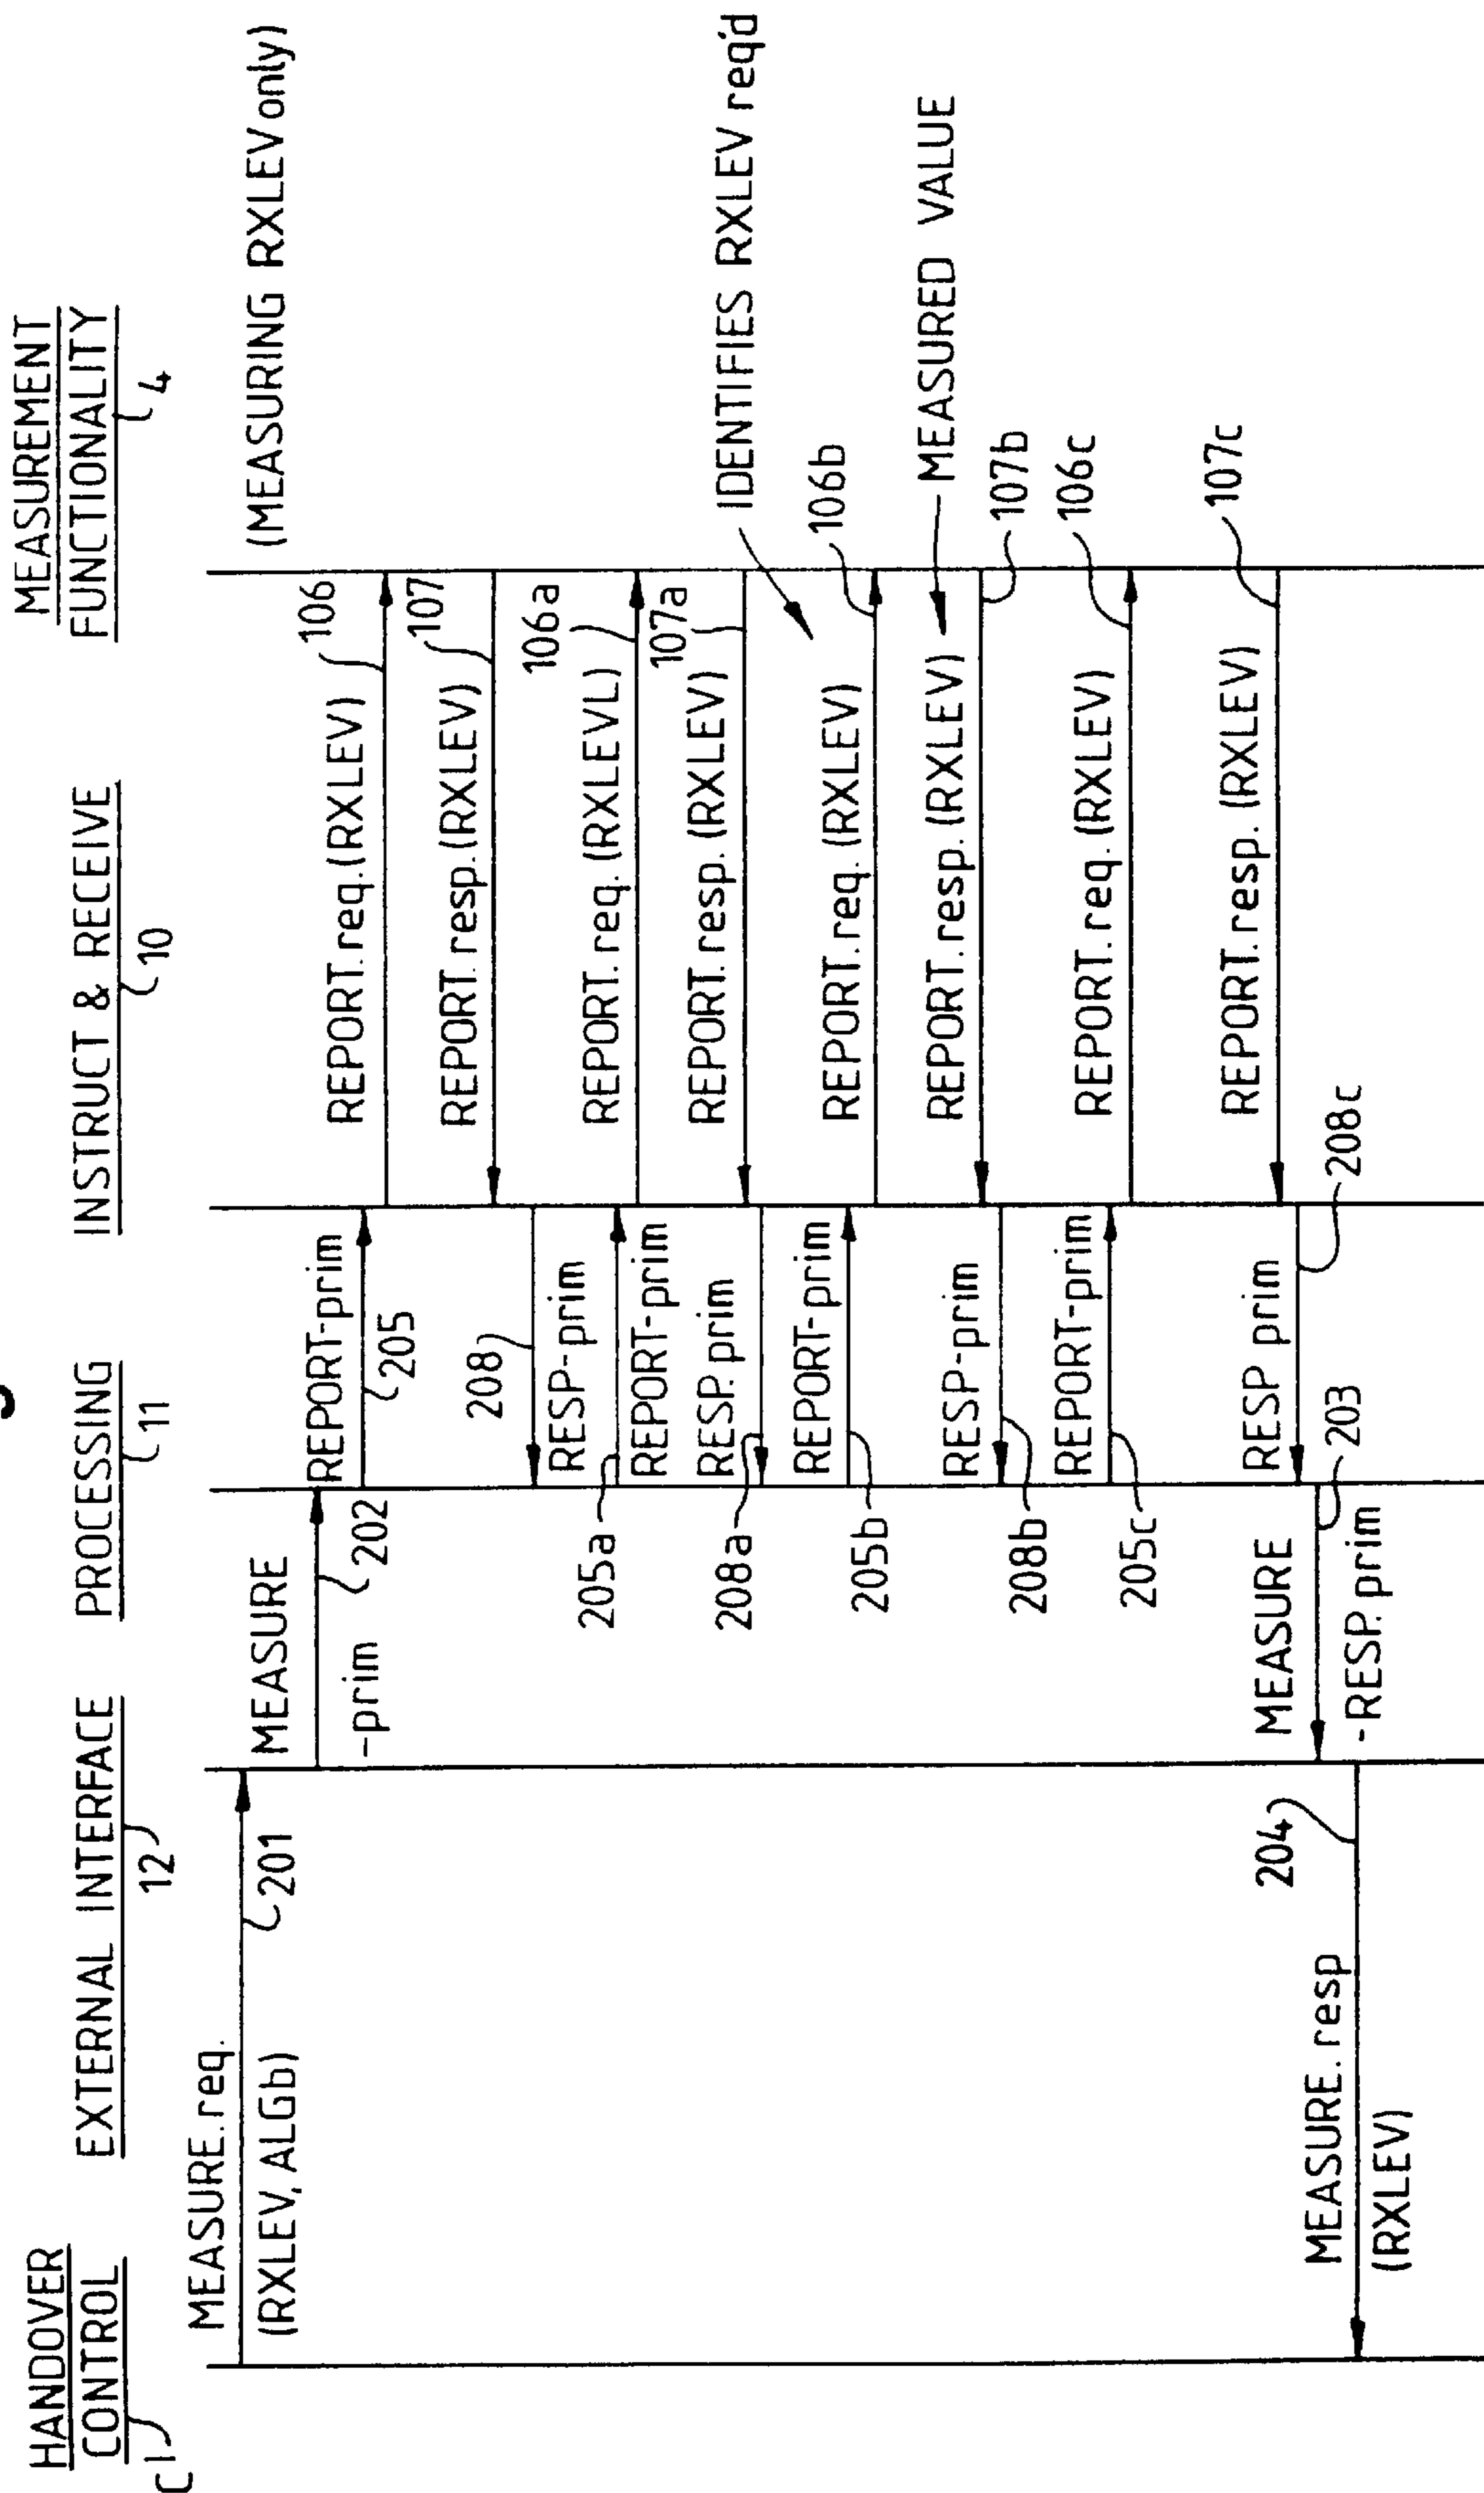 HANDOVER
CONTROL
C1
EXTERNAL INTERFACE
12
PROCESSING
11
INSTRUCT & RECEIVE
10
MEASUREMENT
FUNCTIONALITY
4
MEASURE.req.
(RXLEV, ALGb)
201
MEASURE
-prim
202
(MEASURING RXLEV only)
REPORT-prim
205
REPORT.req.(RXLEV)
106
REPORT.resp.(RXLEV)
107
208
RESP-prim
205a
REPORT-prim
REPORT.req. (RXLEVL)
106a
REPORT.resp. (RXLEV)
107a
RESP.prim
208a
IDENTIFIES RXLEV req'd
REPORT-prim
205b
REPORT.req. (RXLEV)
106b
REPORT.resp. (RXLEV)
MEASURED VALUE
107b
RESP-prim
208b
REPORT-prim
205c
REPORT.req. (RXLEV)
106c
REPORT.resp. (RXLEV)
107c
RESP prim
208c
MEASURE
-RESP.prim
203
204
MEASURE.resp
(RXLEV)